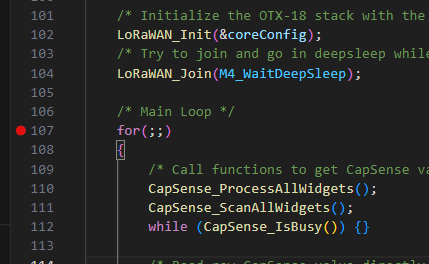 101 /* Initialize the OTX-18 stack with the
102 LoRaWAN_Init(&coreConfig);
103 /* Try to join and go in deepsleep while
104 LoRaWAN_Join(M4_WaitDeepSleep);
105
106 /* Main Loop */
107 for(;;)
108 {
109 /* Call functions to get CapSense va
110 CapSense_ProcessAllWidgets();
111 CapSense_ScanAllWidgets();
112 while (CapSense_IsBusy()) {}
113